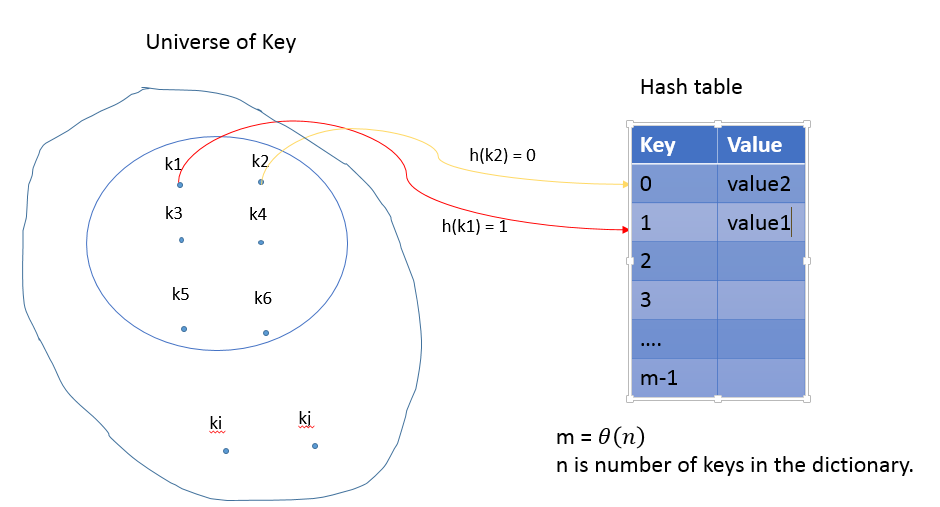 Universe of Key
Hash table
k1
k2
h(k2) = 0
k3
k4
h(k1) = 1
k5
k6
ki
kj
Key Value
0 value2
1 value1
2
3
....
m-1
m = θ(n)
n is number of keys in the dictionary.